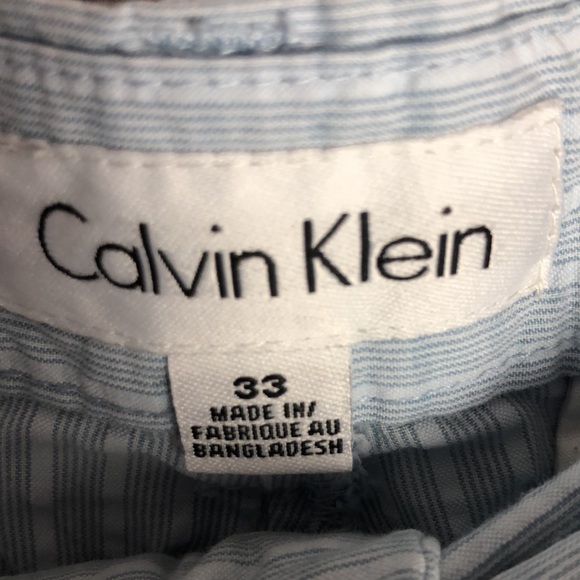 Calvin Klein
33
MADE IN/
FABRIQUE AU
BANGLADESH